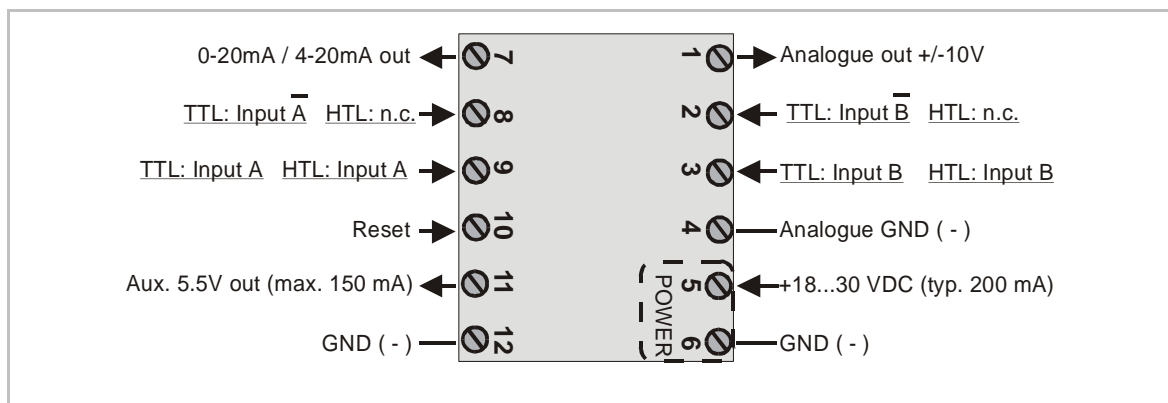 0-20mA / 4-20mA out 7 1 Analogue out +/-10V
TTL: Input A̅ HTL: n.c. 8 2 TTL: Input B̅ HTL: n.c.
TTL: Input A HTL: Input A 9 3 TTL: Input B HTL: Input B
Reset 10 4 Analogue GND ( - )
Aux. 5.5V out (max. 150 mA) 11 5 +18...30 VDC (typ. 200 mA)
POWER
GND ( - ) 12 6 GND ( - )